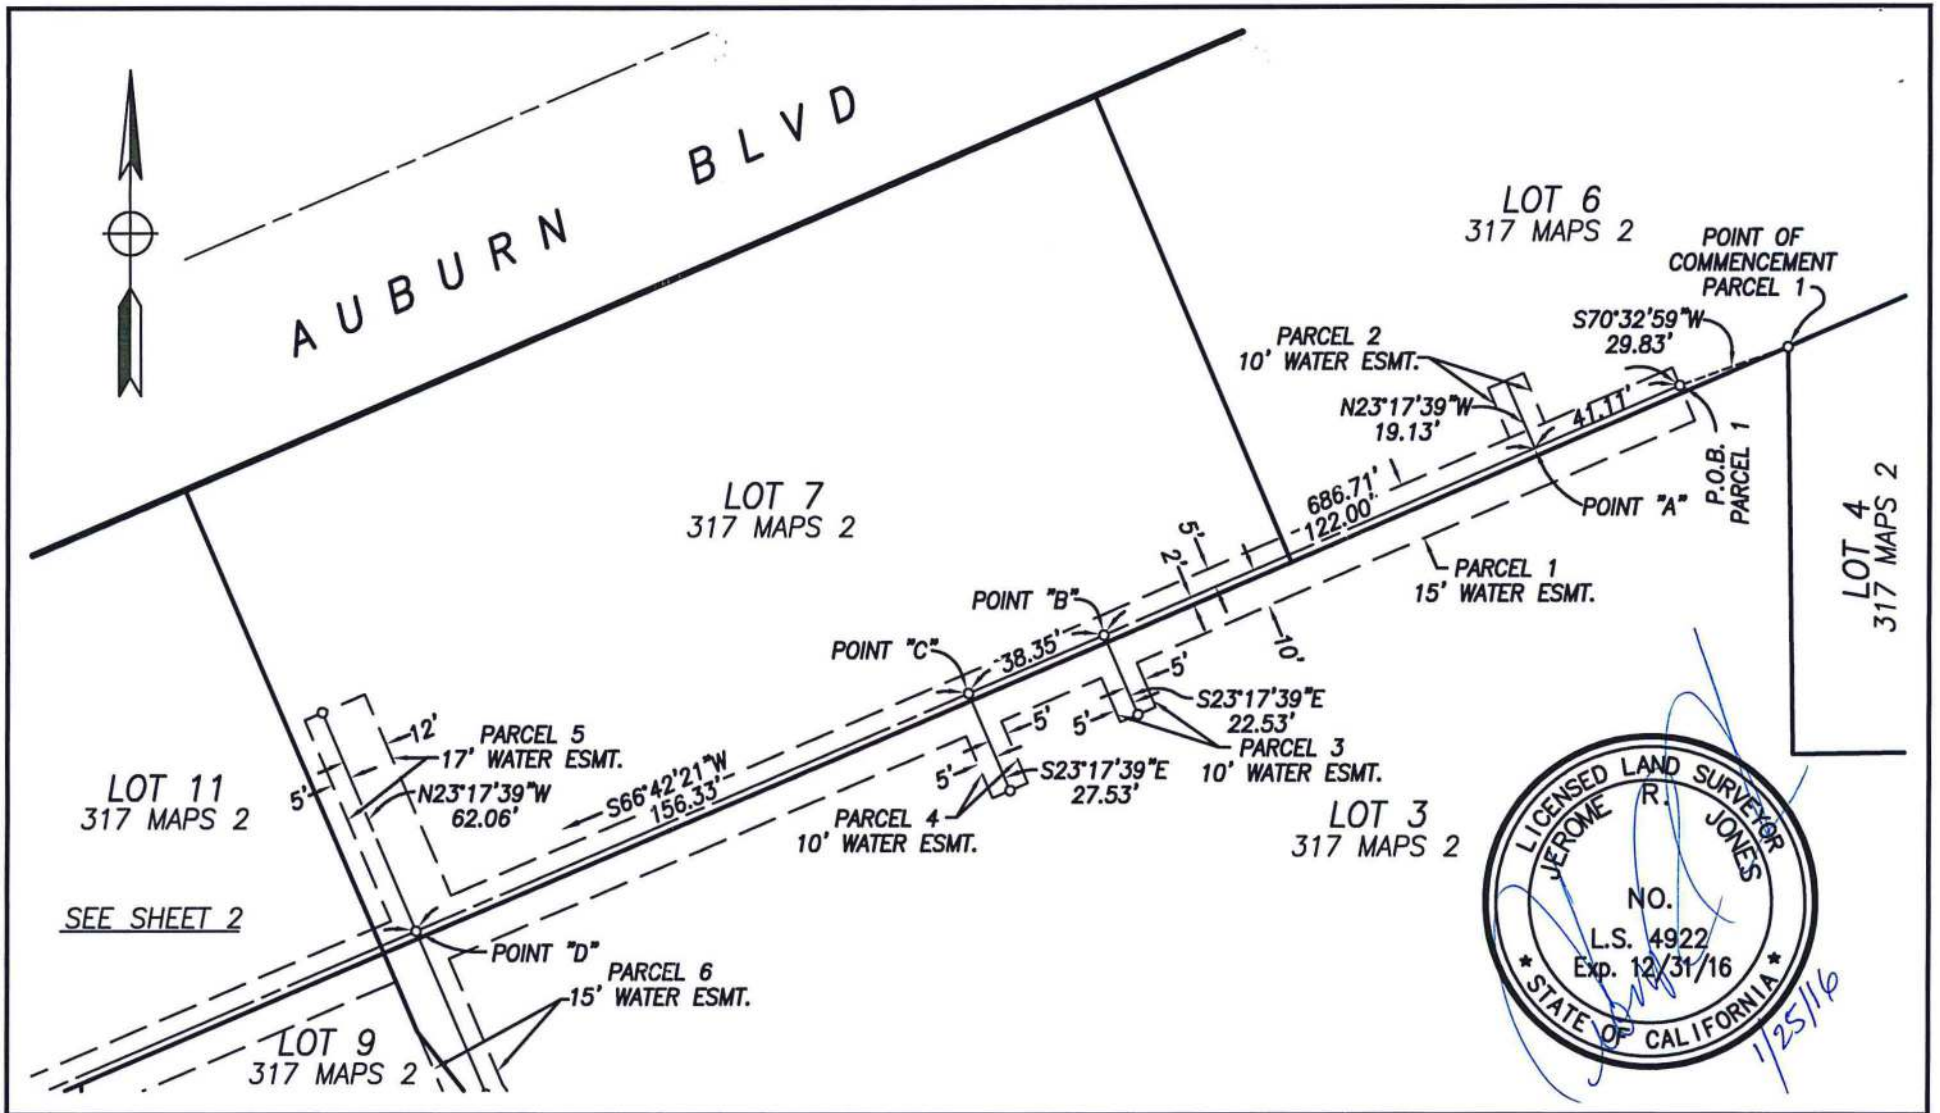 AUBURN BLVD
LOT 6
317 MAPS 2
POINT OF
COMMENCEMENT
PARCEL 1
S70°32'59"W
29.83'
PARCEL 2
10' WATER ESMT.
N23°17'39"W
19.13'
41.11'
P.O.B.
PARCEL 1
POINT "A"
LOT 4
317 MAPS 2
686.71'
122.00'
PARCEL 1
15' WATER ESMT.
LOT 7
317 MAPS 2
5'
2'
10'
POINT "B"
POINT "C"
38.35'
5'
5'
S23°17'39"E
22.53'
PARCEL 3
10' WATER ESMT.
5'
5'
S23°17'39"E
27.53'
PARCEL 4
10' WATER ESMT.
S66°42'21"W
156.33'
12'
PARCEL 5
17' WATER ESMT.
5'
N23°17'39"W
62.06'
LOT 11
317 MAPS 2
LOT 3
317 MAPS 2
SEE SHEET 2
POINT "D"
PARCEL 6
15' WATER ESMT.
LOT 9
317 MAPS 2
LICENSED LAND SURVEYOR
JEROME R. JONES
NO.
L.S. 4922
Exp. 12/31/16
STATE OF CALIFORNIA
1/25/16